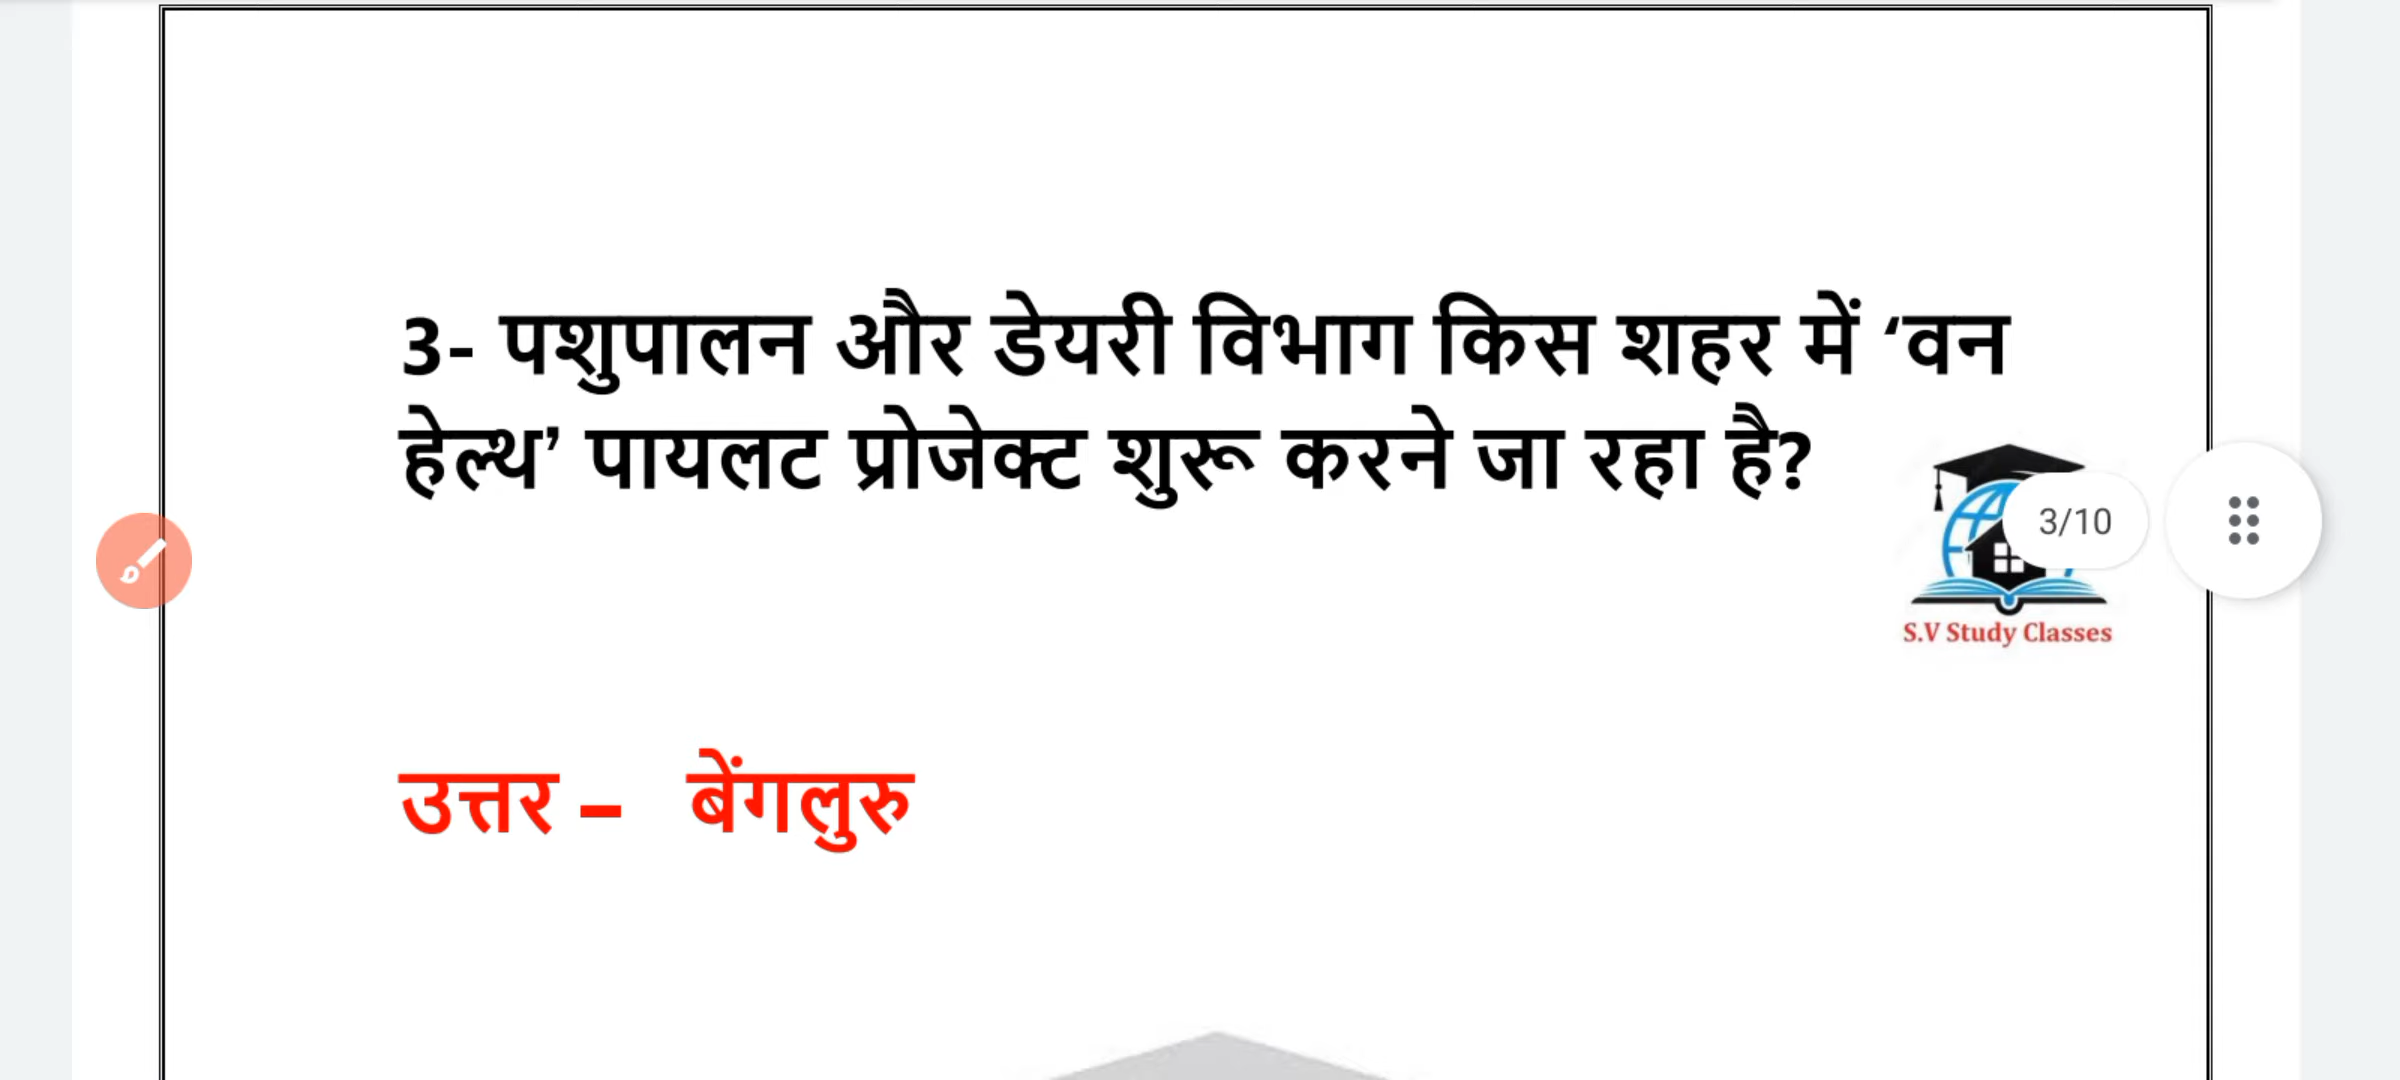 3- पशुपालन और डेयरी विभाग किस शहर में ‘वन
हेल्थ’ पायलट प्रोजेक्ट शुरू करने जा रहा है?
3/10
S.V Study Classes
उत्तर – बेंगलुरु